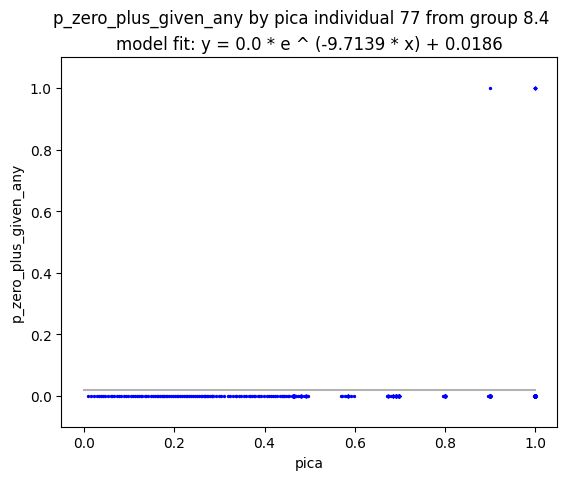 p_zero_plus_given_any by pica individual 77 from group 8.4
model fit: y = 0.0 * e ^ (-9.7139 * x) + 0.0186
1.0
0.8
0.6
0.4
0.2
0.0
p_zero_plus_given_any
0.0 0.2 0.4 0.6 0.8 1.0
pica